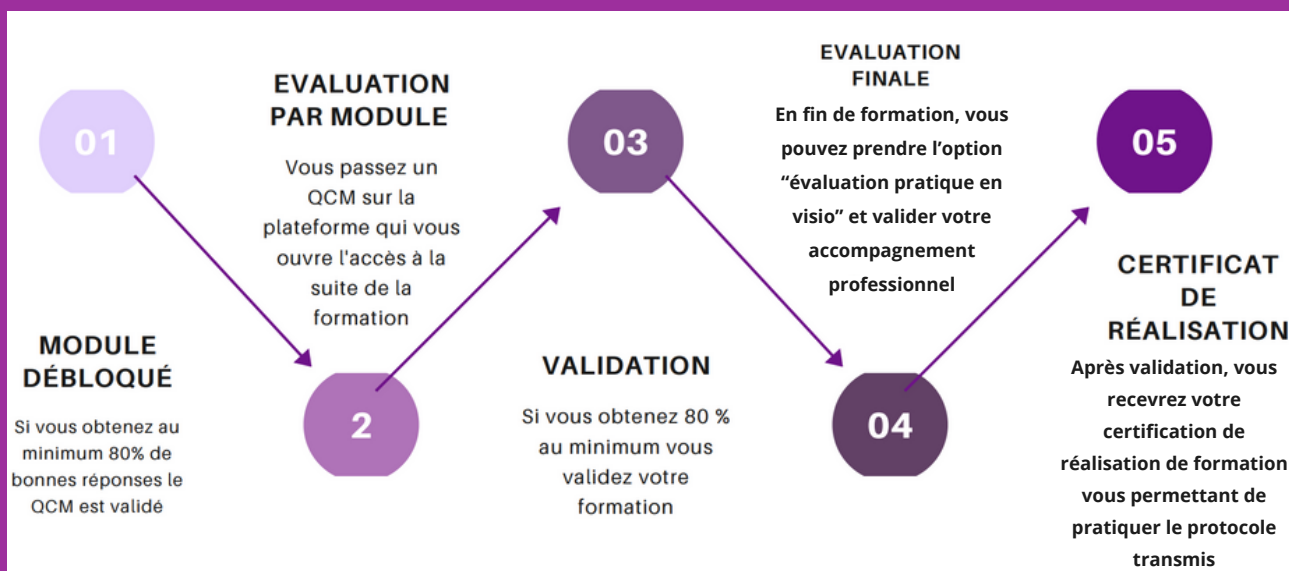 01
MODULE
DÉBLOQUÉ
Si vous obtenez au
minimum 80% de
bonnes réponses le
QCM est validé
EVALUATION
PAR MODULE
Vous passez un
QCM sur la
plateforme qui vous
ouvre l'accès à la
suite de la
formation
2
03
VALIDATION
Si vous obtenez 80 %
au minimum vous
validez votre
formation
EVALUATION
FINALE
En fin de formation, vous
pouvez prendre l’option
“évaluation pratique en
visio” et valider votre
accompagnement
professionnel
04
05
CERTIFICAT
DE
RÉALISATION
Après validation, vous
recevrez votre
certification de
réalisation de formation
vous permettant de
pratiquer le protocole
transmis